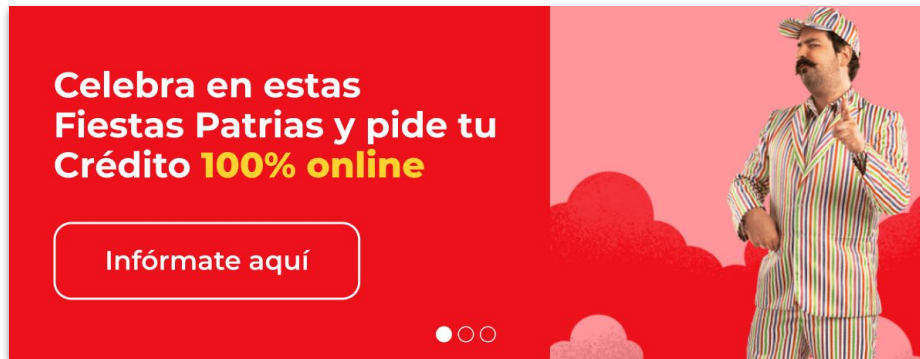 Celebra en estas
Fiestas Patrias y pide tu
Crédito 100% online
Infórmate aquí